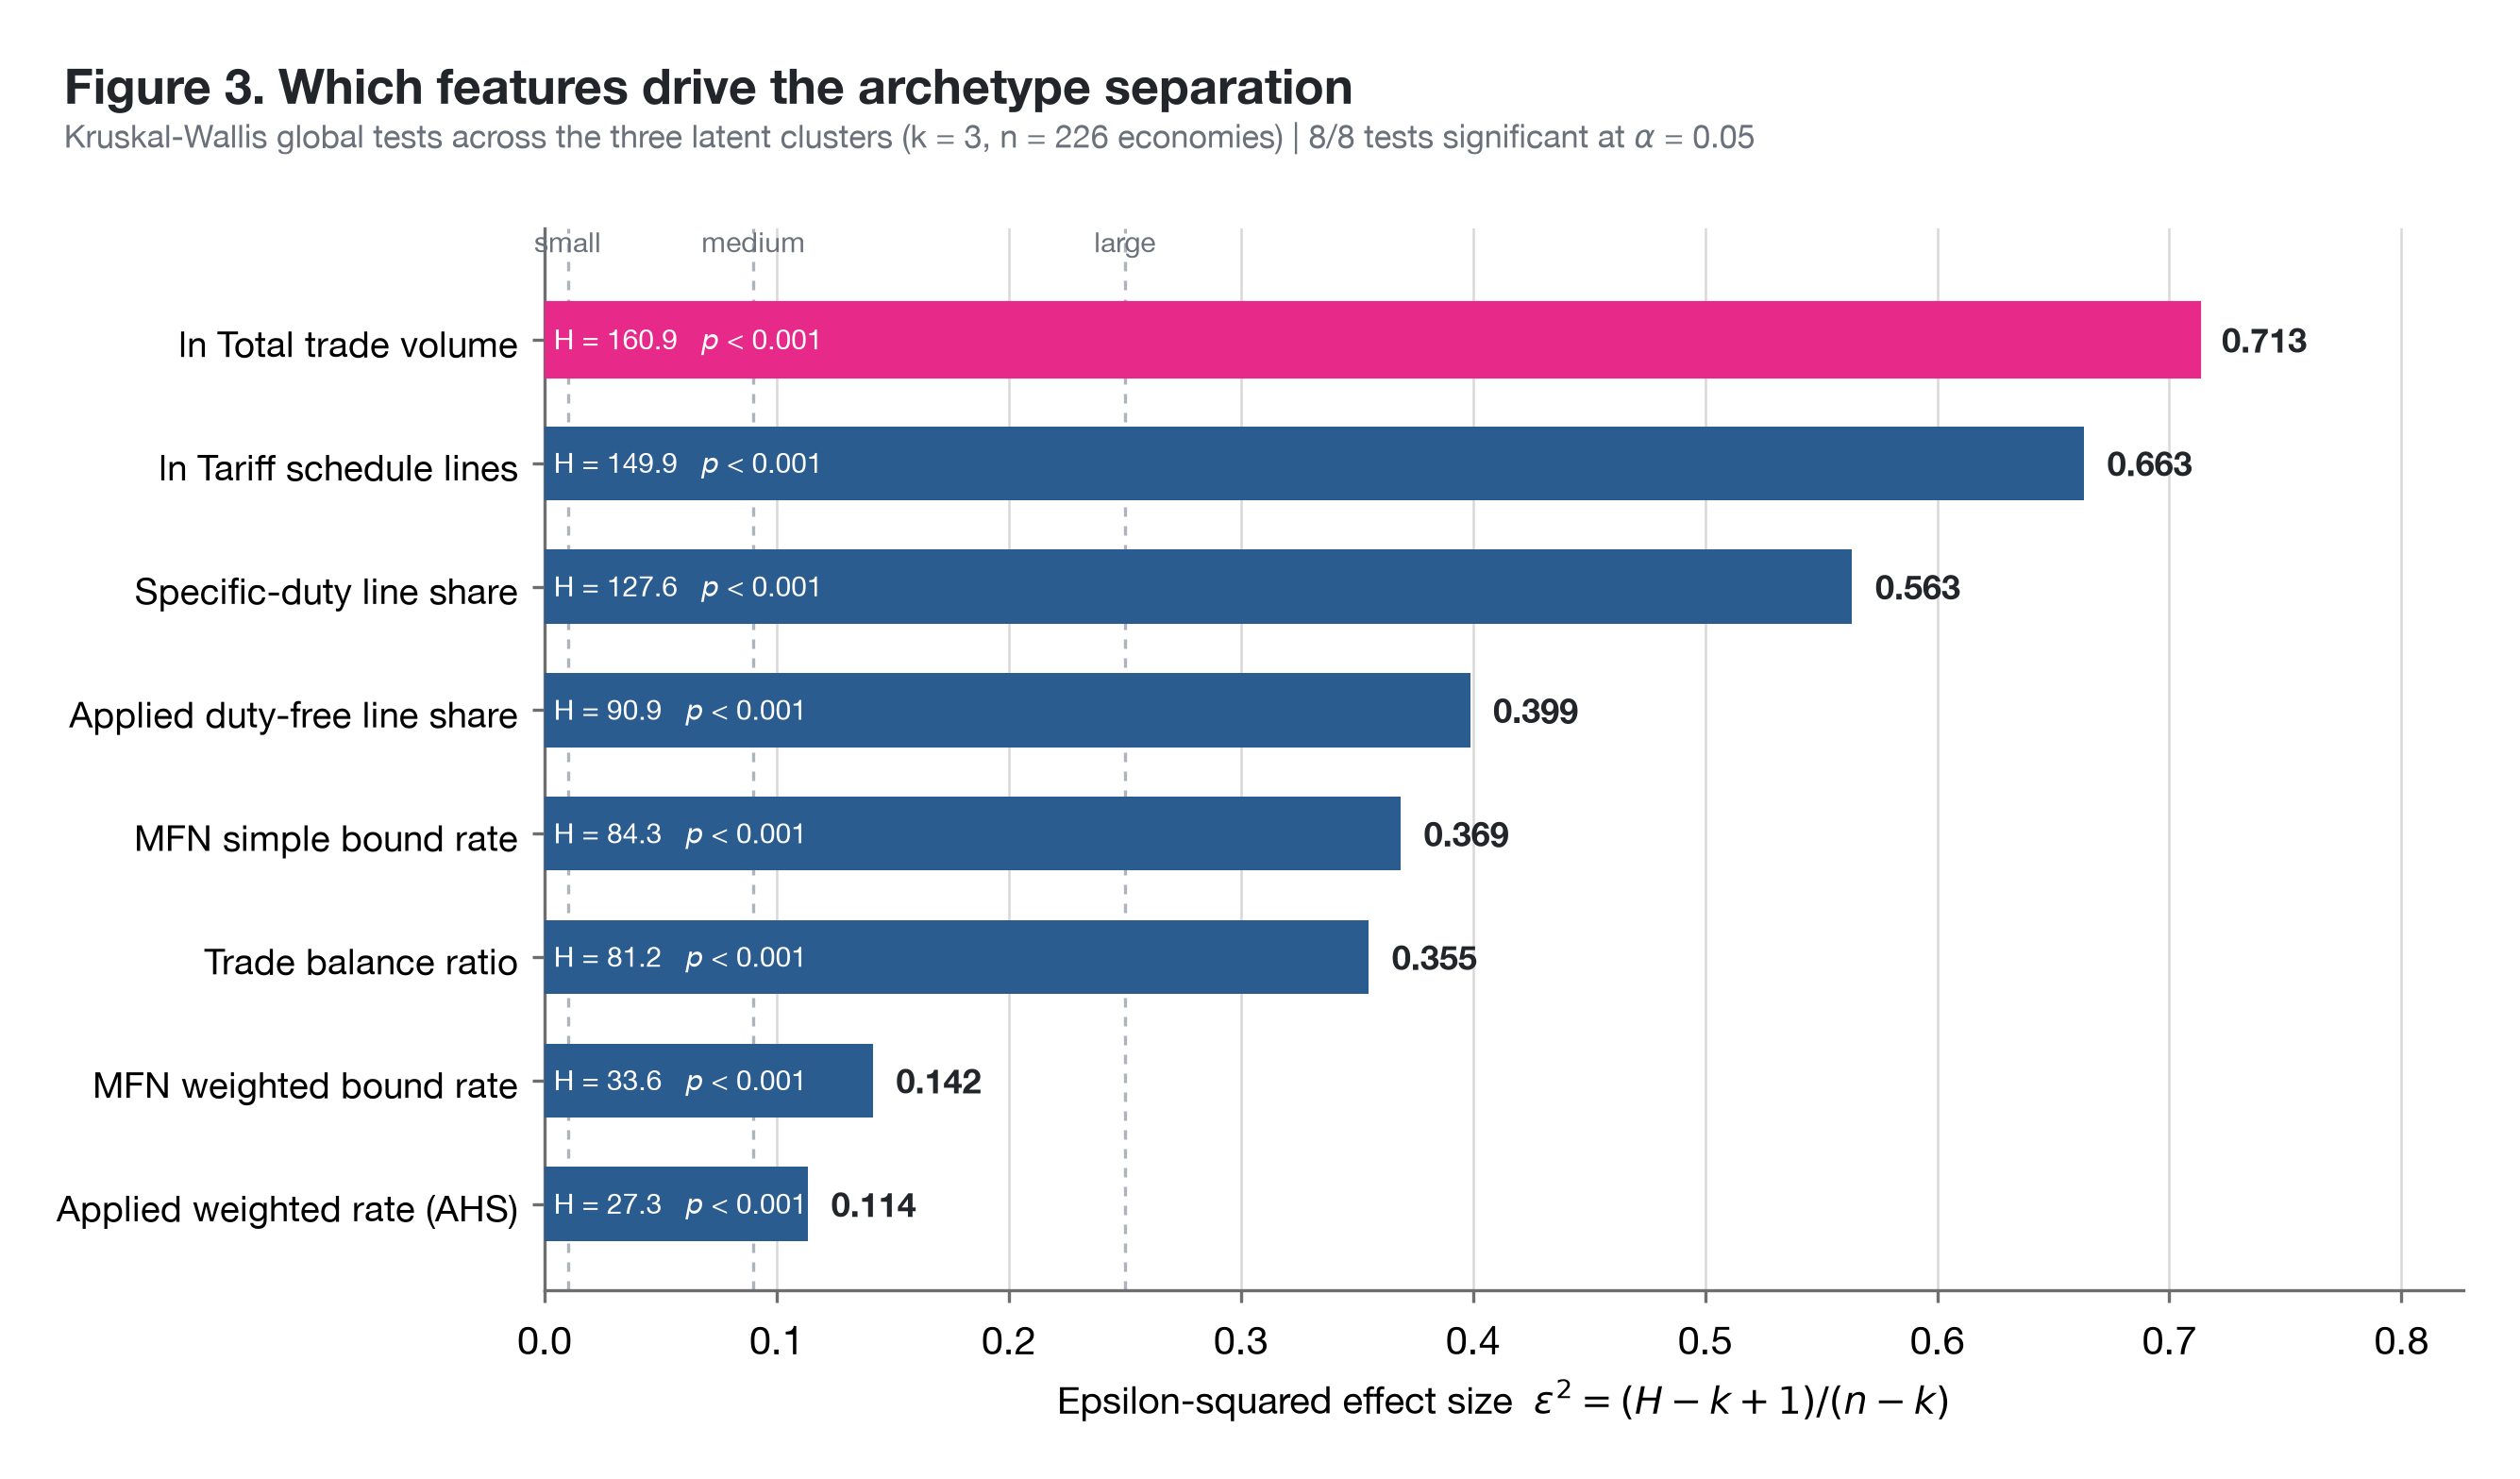 Figure 3. Which features drive the archetype separation
Kruskal-Wallis global tests across the three latent clusters (k = 3, n = 226 economies) | 8/8 tests significant at α = 0.05
small medium large
ln Total trade volume H = 160.9 p < 0.001 0.713
ln Tariff schedule lines H = 149.9 p < 0.001 0.663
Specific-duty line share H = 127.6 p < 0.001 0.563
Applied duty-free line share H = 90.9 p < 0.001 0.399
MFN simple bound rate H = 84.3 p < 0.001 0.369
Trade balance ratio H = 81.2 p < 0.001 0.355
MFN weighted bound rate H = 33.6 p < 0.001 0.142
Applied weighted rate (AHS) H = 27.3 p < 0.001 0.114
0.0 0.1 0.2 0.3 0.4 0.5 0.6 0.7 0.8
Epsilon-squared effect size ε² = (H − k + 1)/(n − k)